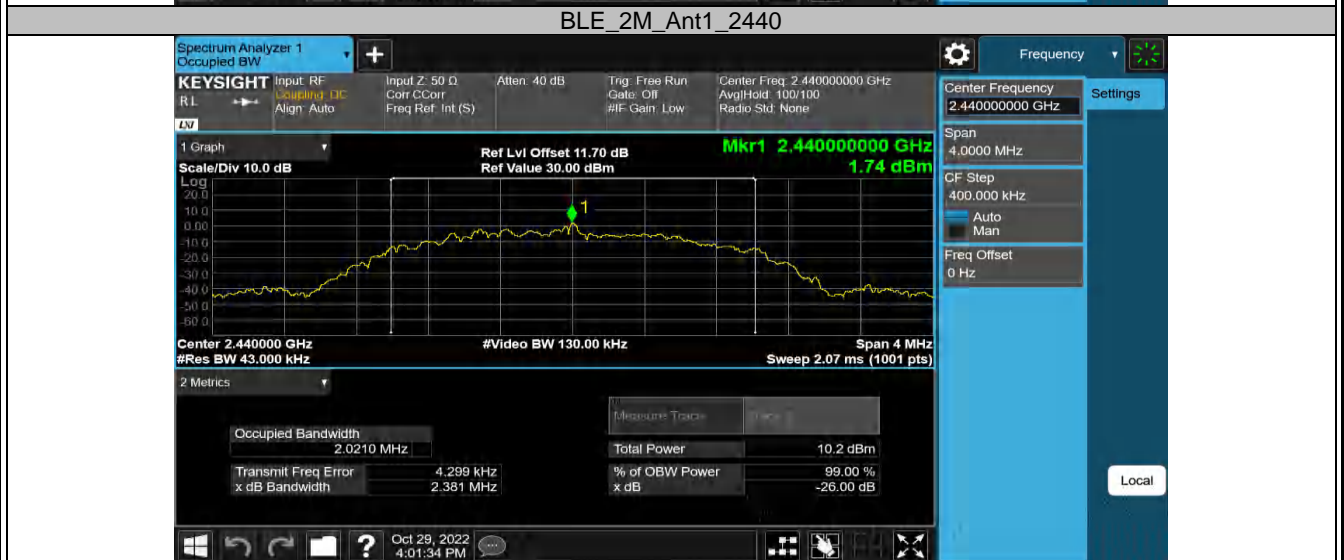 BLE_2M_Ant1_2440
Spectrum Analyzer 1
Occupied BW
Frequency
KEYSIGHT
R L
LXI
Input: RF
Coupling: DC
Align: Auto
Input Z: 50 Ω
Corr CCorr
Freq Ref: Int (S)
Atten: 40 dB
Trig: Free Run
Gate: Off
#IF Gain: Low
Center Freq: 2.440000000 GHz
Avg|Hold: 100/100
Radio Std: None
Center Frequency
2.440000000 GHz
Settings
Span
4.0000 MHz
CF Step
400.000 kHz
Auto
Man
Freq Offset
0 Hz
1 Graph
Scale/Div 10.0 dB
Ref Lvl Offset 11.70 dB
Ref Value 30.00 dBm
Mkr1 2.440000000 GHz
1.74 dBm
Log
20.0
10.0
0.00
-10.0
-20.0
-30.0
-40.0
-50.0
-60.0
1
Center 2.440000 GHz
#Res BW 43.000 kHz
#Video BW 130.00 kHz
Span 4 MHz
Sweep 2.07 ms (1001 pts)
2 Metrics
Measure Trace
Occupied Bandwidth
2.0210 MHz
Total Power 10.2 dBm
Transmit Freq Error 4.299 kHz
% of OBW Power 99.00 %
x dB Bandwidth 2.381 MHz
x dB -26.00 dB
Local
?
Oct 29, 2022
4:01:34 PM